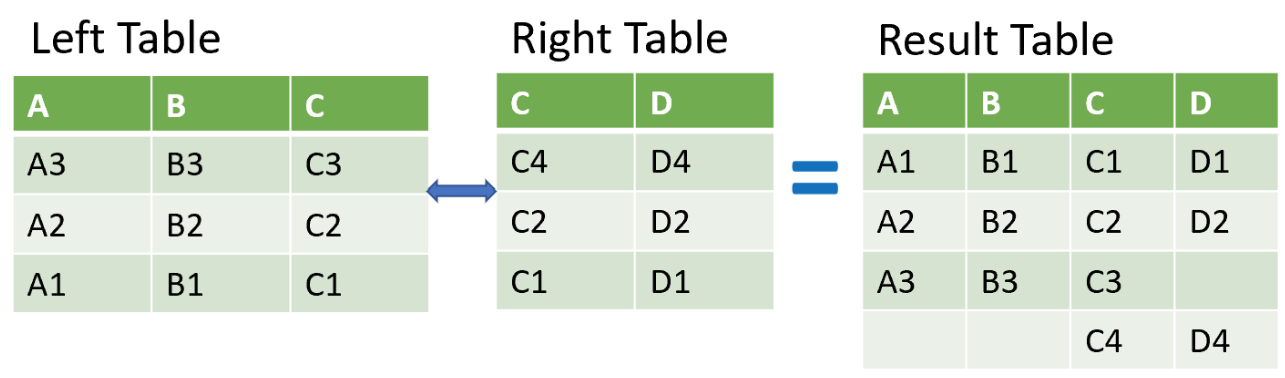 Left Table
A B C
A3 B3 C3
A2 B2 C2
A1 B1 C1
Right Table
C D
C4 D4
C2 D2
C1 D1
=
Result Table
A B C D
A1 B1 C1 D1
A2 B2 C2 D2
A3 B3 C3
C4 D4